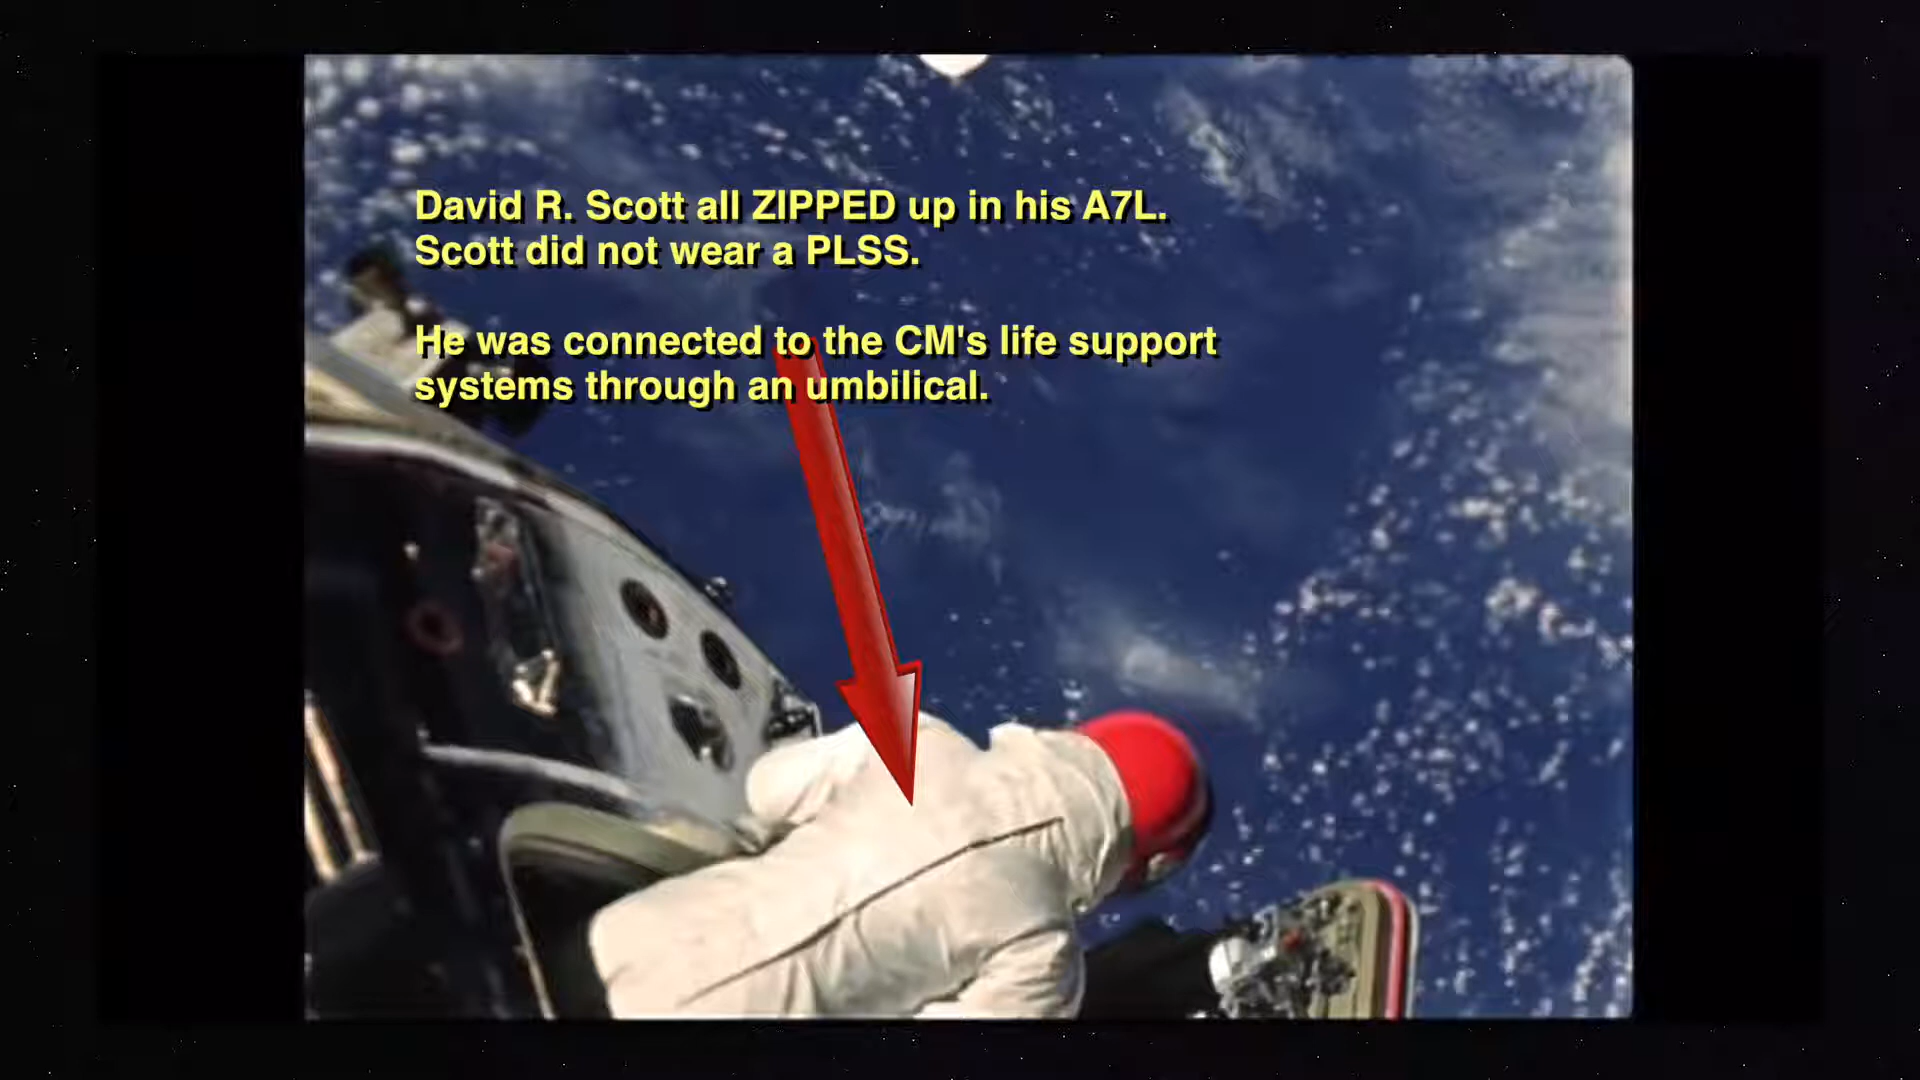 David R. Scott all ZIPPED up in his A7L.
Scott did not wear a PLSS.
He was connected to the CM's life support
systems through an umbilical.